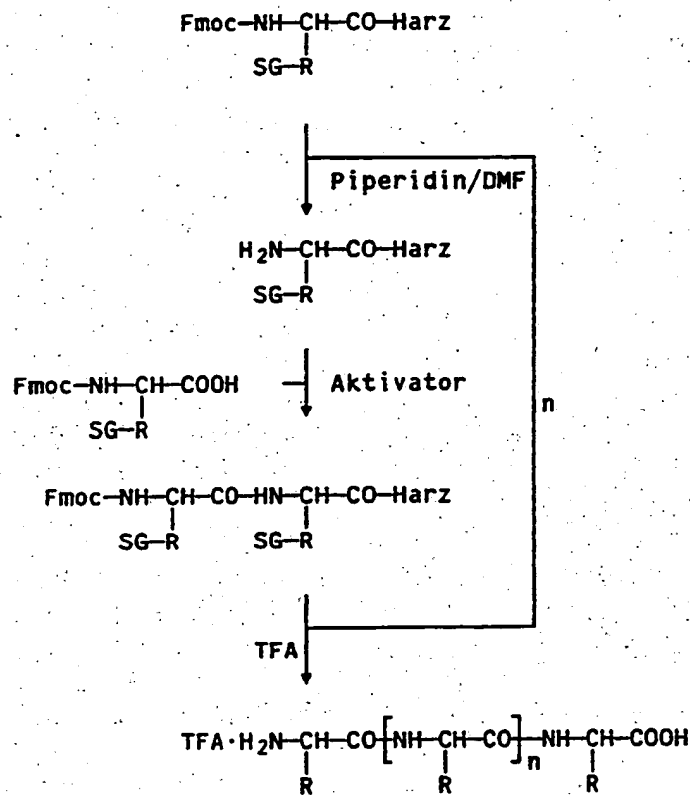 Fmoc-NH-CH-CO-Harz
SG-R
Piperidin/DMF
H₂N-CH-CO-Harz
SG-R
Fmoc-NH-CH-COOH
SG-R
Aktivator
n
Fmoc-NH-CH-CO-HN-CH-CO-Harz
SG-R SG-R
TFA
TFA·H₂N-CH-CO-[NH-CH-CO]n-NH-CH-COOH
R R R